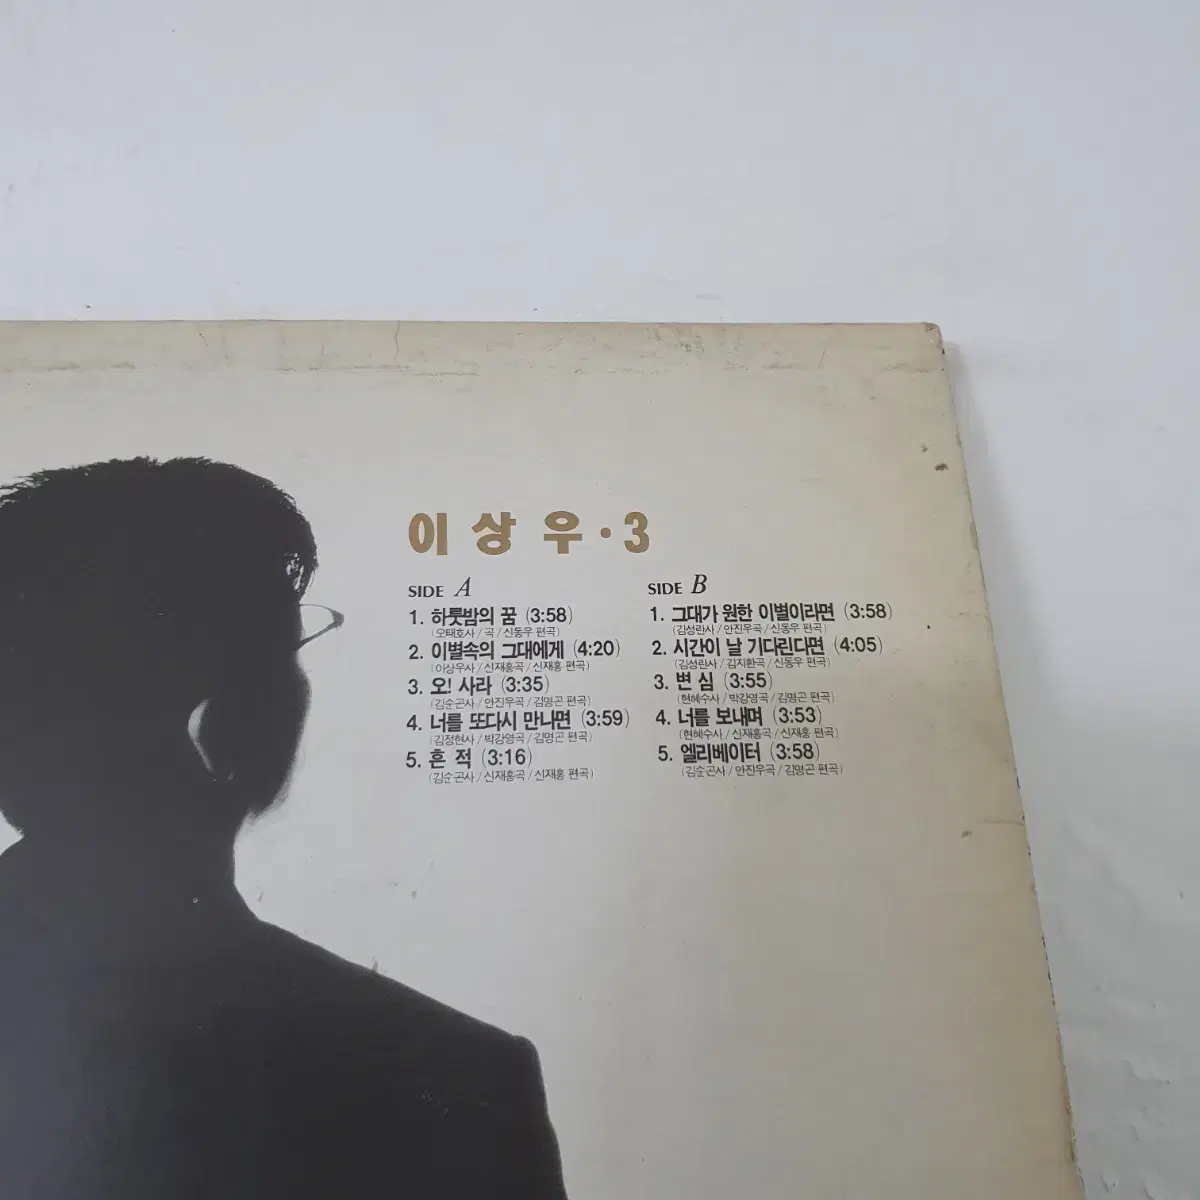 이상우·3
SIDE A
1. 하룻밤의 꿈 (3:58)
(오태호사 / 곡 / 신동우 편곡)
2. 이별속의 그대에게 (4:20)
(이상우사 / 신재홍곡 / 신재홍 편곡)
3. 오! 사라 (3:35)
(김순곤사 / 안진우곡 / 김명곤 편곡)
4. 너를 또다시 만나면 (3:59)
(김정현사 / 박강영곡 / 김명곤 편곡)
5. 흔 적 (3:16)
(김순곤사 / 신재홍곡 / 신재홍 편곡)
SIDE B
1. 그대가 원한 이별이라면 (3:58)
(김성란사 / 안진우곡 / 신동우 편곡)
2. 시간이 날 기다린다면 (4:05)
(김성란사 / 김지환곡 / 신동우 편곡)
3. 변 심 (3:55)
(현혜수사 / 박강영곡 / 김명곤 편곡)
4. 너를 보내며 (3:53)
(현혜수사 / 신재홍곡 / 신재홍 편곡)
5. 엘리베이터 (3:58)
(김순곤사 / 안진우곡 / 김명곤 편곡)